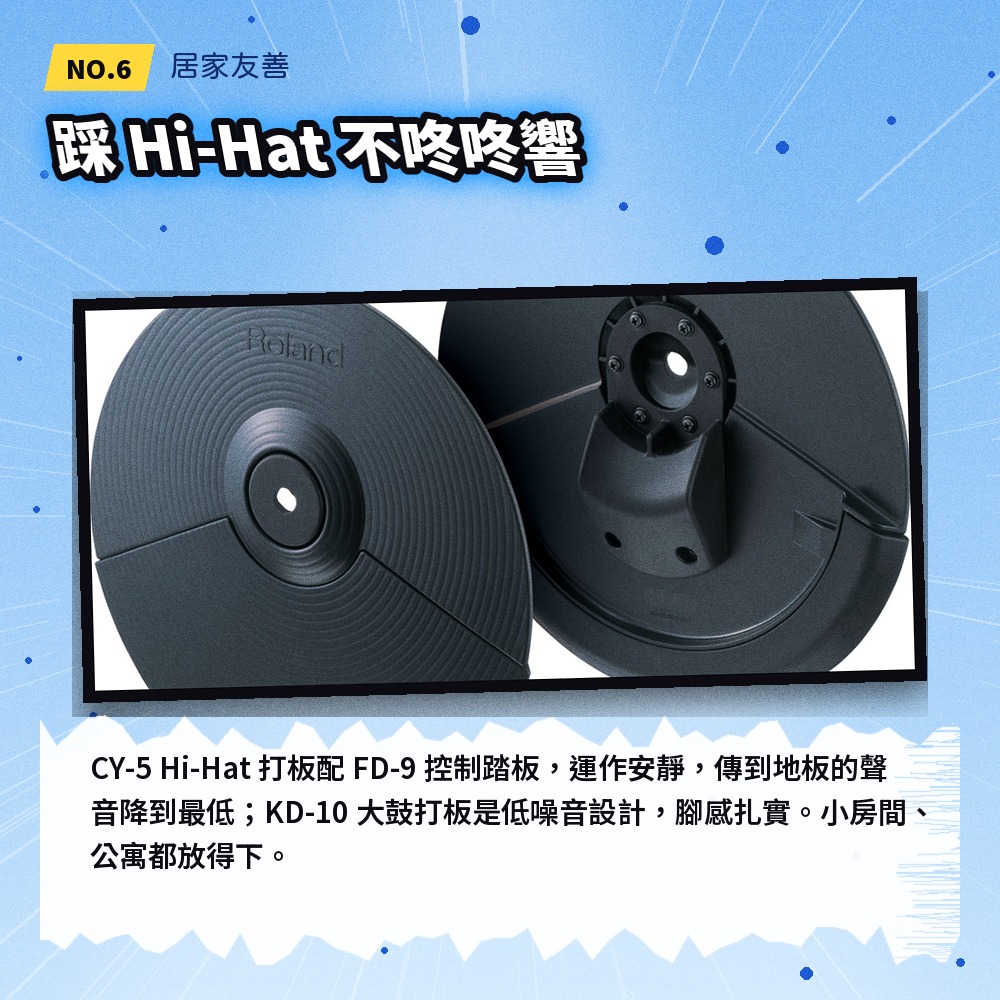 NO.6 居家友善
踩 Hi-Hat 不咚咚響
Roland
CY-5 Hi-Hat 打板配 FD-9 控制踏板，運作安靜，傳到地板的聲
音降到最低；KD-10 大鼓打板是低噪音設計，腳感扎實。小房間、
公寓都放得下。